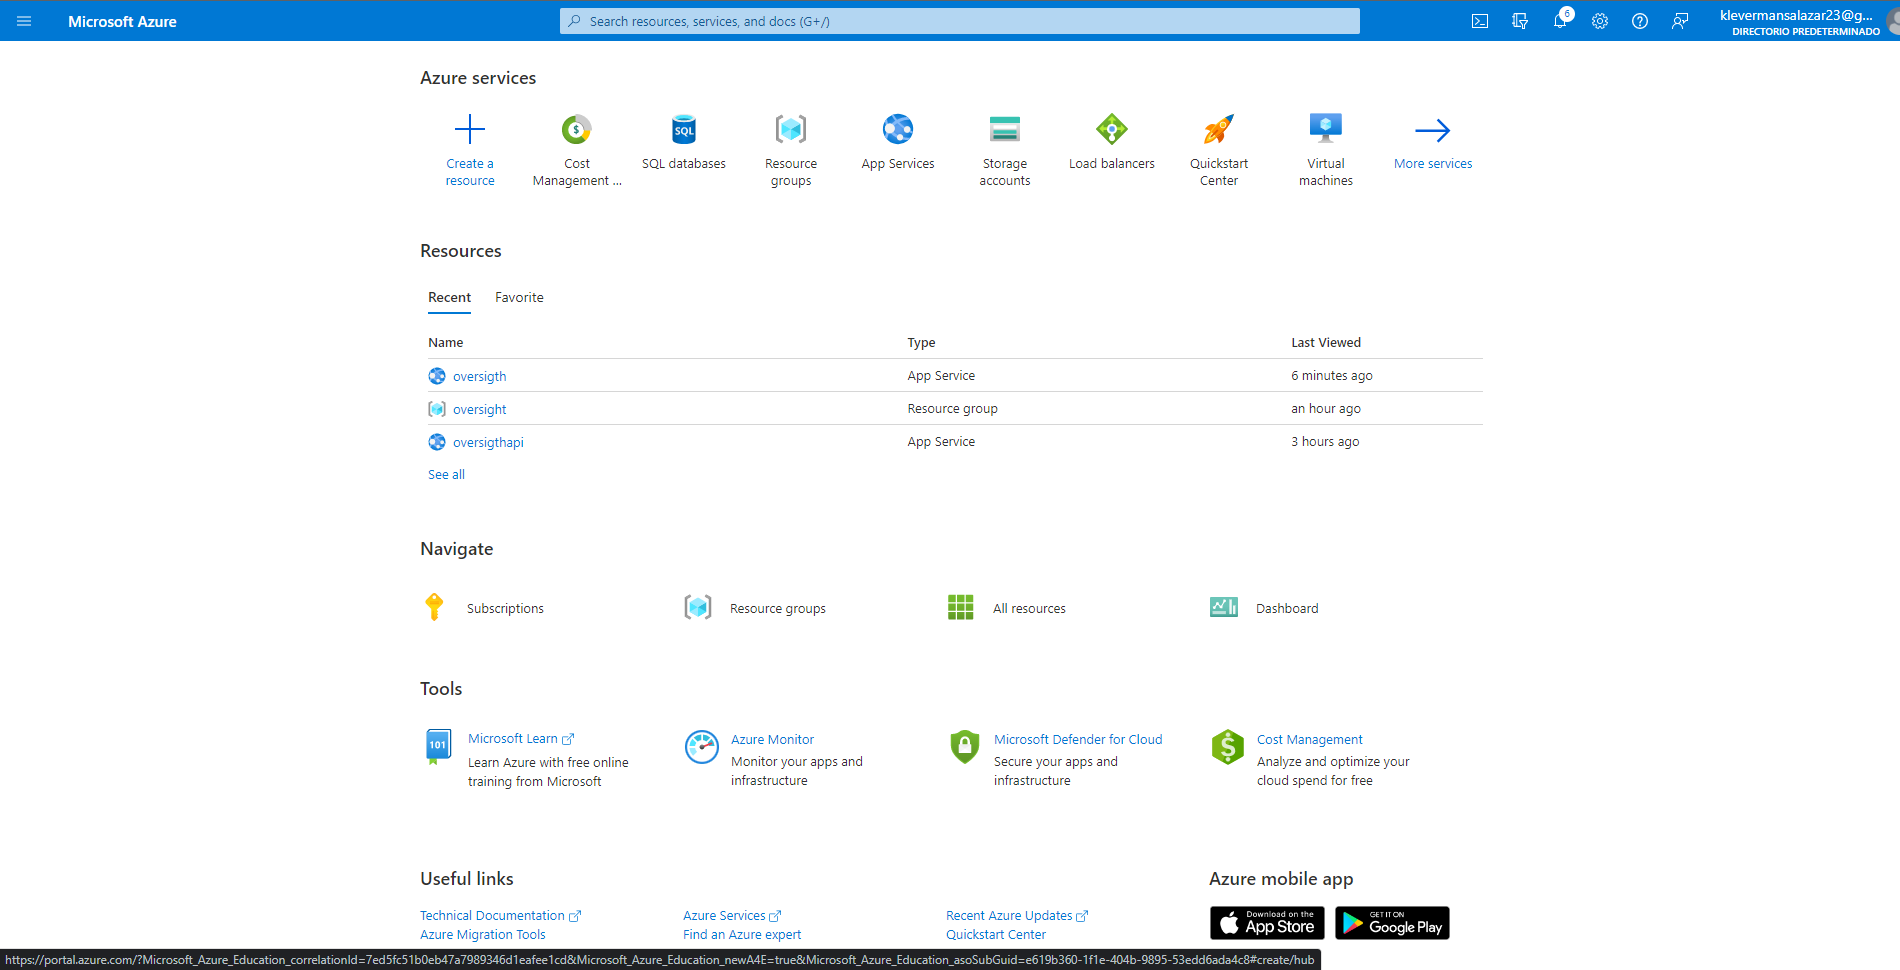 Microsoft Azure
Search resources, services, and docs (G+/)
6
klevermansalazar23@g...
DIRECTORIO PREDETERMINADO
Azure services
Create a
resource
Cost
Management ...
SQL
SQL databases
Resource
groups
App Services
Storage
accounts
Load balancers
Quickstart
Center
Virtual
machines
More services
Resources
Recent Favorite
Name Type Last Viewed
oversigth App Service 6 minutes ago
oversight Resource group an hour ago
oversigthapi App Service 3 hours ago
See all
Navigate
Subscriptions Resource groups All resources Dashboard
Tools
101
Microsoft Learn
Learn Azure with free online
training from Microsoft
Azure Monitor
Monitor your apps and
infrastructure
Microsoft Defender for Cloud
Secure your apps and
infrastructure
Cost Management
Analyze and optimize your
cloud spend for free
Useful links
Technical Documentation
Azure Migration Tools
Azure Services
Find an Azure expert
Recent Azure Updates
Quickstart Center
Azure mobile app
Download on the
App Store
GET IT ON
Google Play
https://portal.azure.com/?Microsoft_Azure_Education_correlationId=7ed5fc51b0eb47a7989346d1eafee1cd&Microsoft_Azure_Education_newA4E=true&Microsoft_Azure_Education_asoSubGuid=e619b360-1f1e-404b-9895-53edd6ada4c8#create/hub